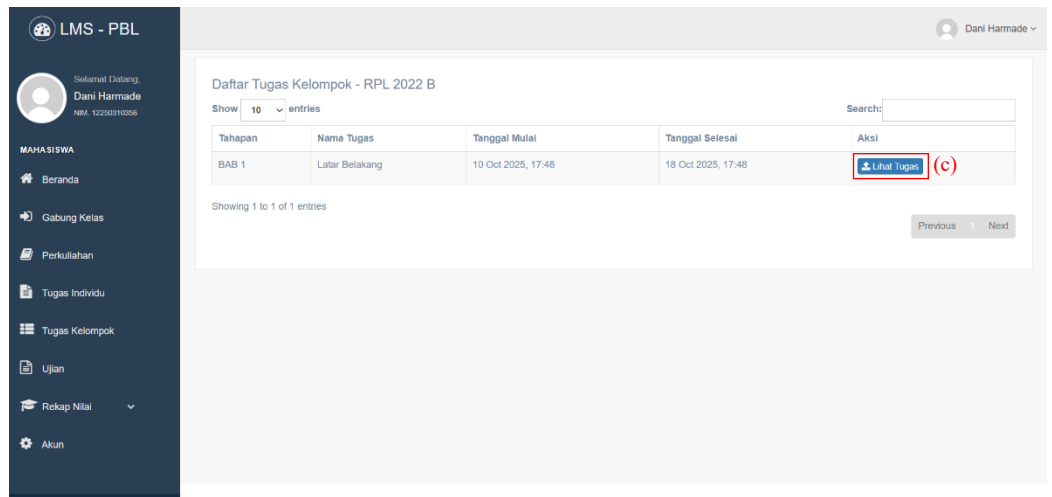 LMS - PBL
Dani Harmade
Selamat Datang,
Dani Harmade
NIM. 12250310356
MAHASISWA
Beranda
Gabung Kelas
Perkuliahan
Tugas Individu
Tugas Kelompok
Ujian
Rekap Nilai
Akun
Daftar Tugas Kelompok - RPL 2022 B
Show 10 entries Search:
Tahapan Nama Tugas Tanggal Mulai Tanggal Selesai Aksi
BAB 1 Latar Belakang 10 Oct 2025, 17:48 18 Oct 2025, 17:48 Lihat Tugas (c)
Showing 1 to 1 of 1 entries
Previous 1 Next